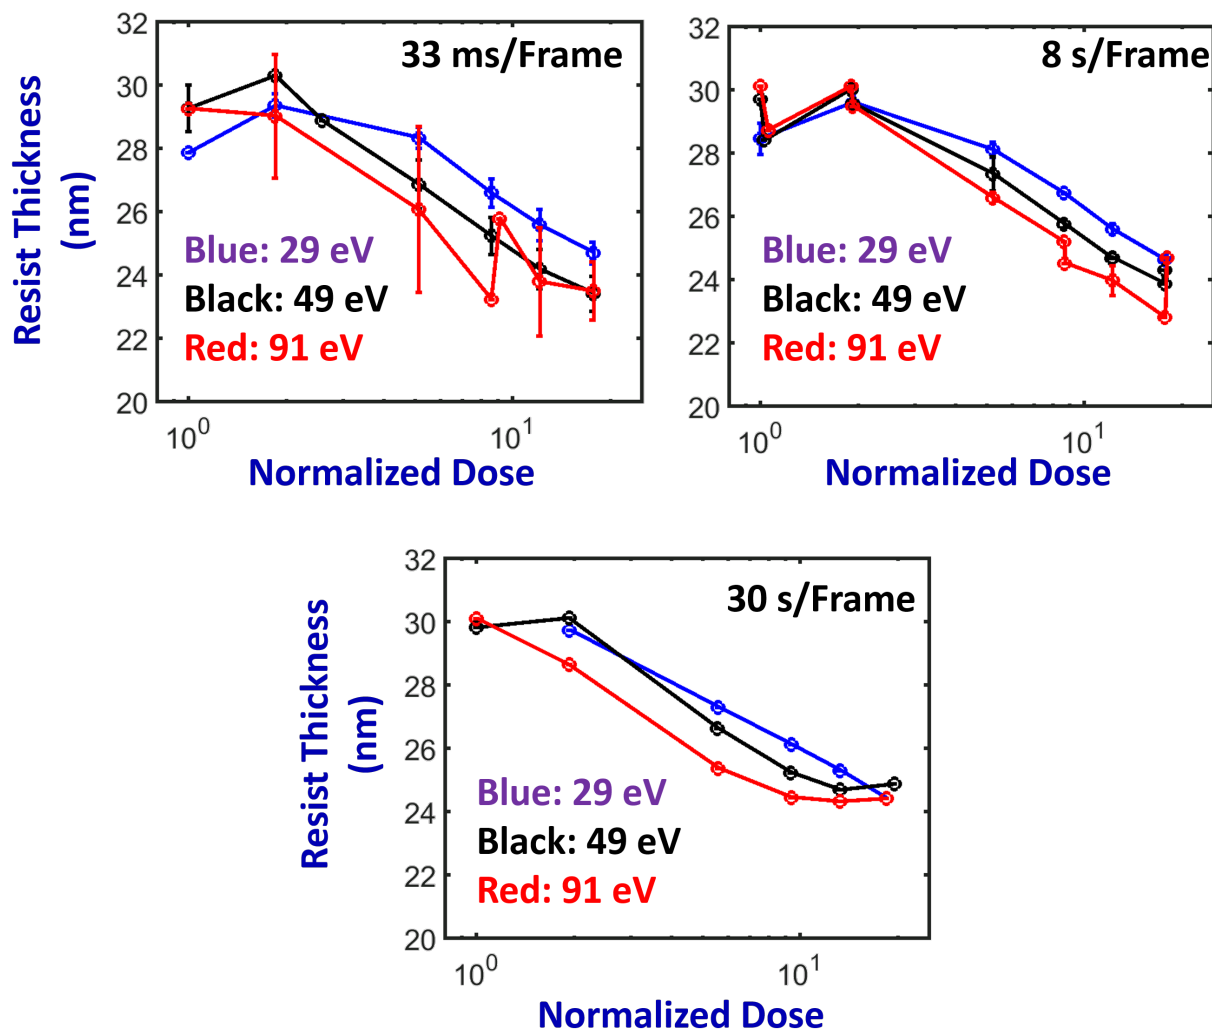 33 ms/Frame
Resist Thickness
(nm)
32
30
28
26
24
22
20
Blue: 29 eV
Black: 49 eV
Red: 91 eV
10^0
10^1
Normalized Dose
8 s/Frame
32
30
28
26
24
22
20
Blue: 29 eV
Black: 49 eV
Red: 91 eV
10^0
10^1
Normalized Dose
30 s/Frame
Resist Thickness
(nm)
32
30
28
26
24
22
20
Blue: 29 eV
Black: 49 eV
Red: 91 eV
10^0
10^1
Normalized Dose